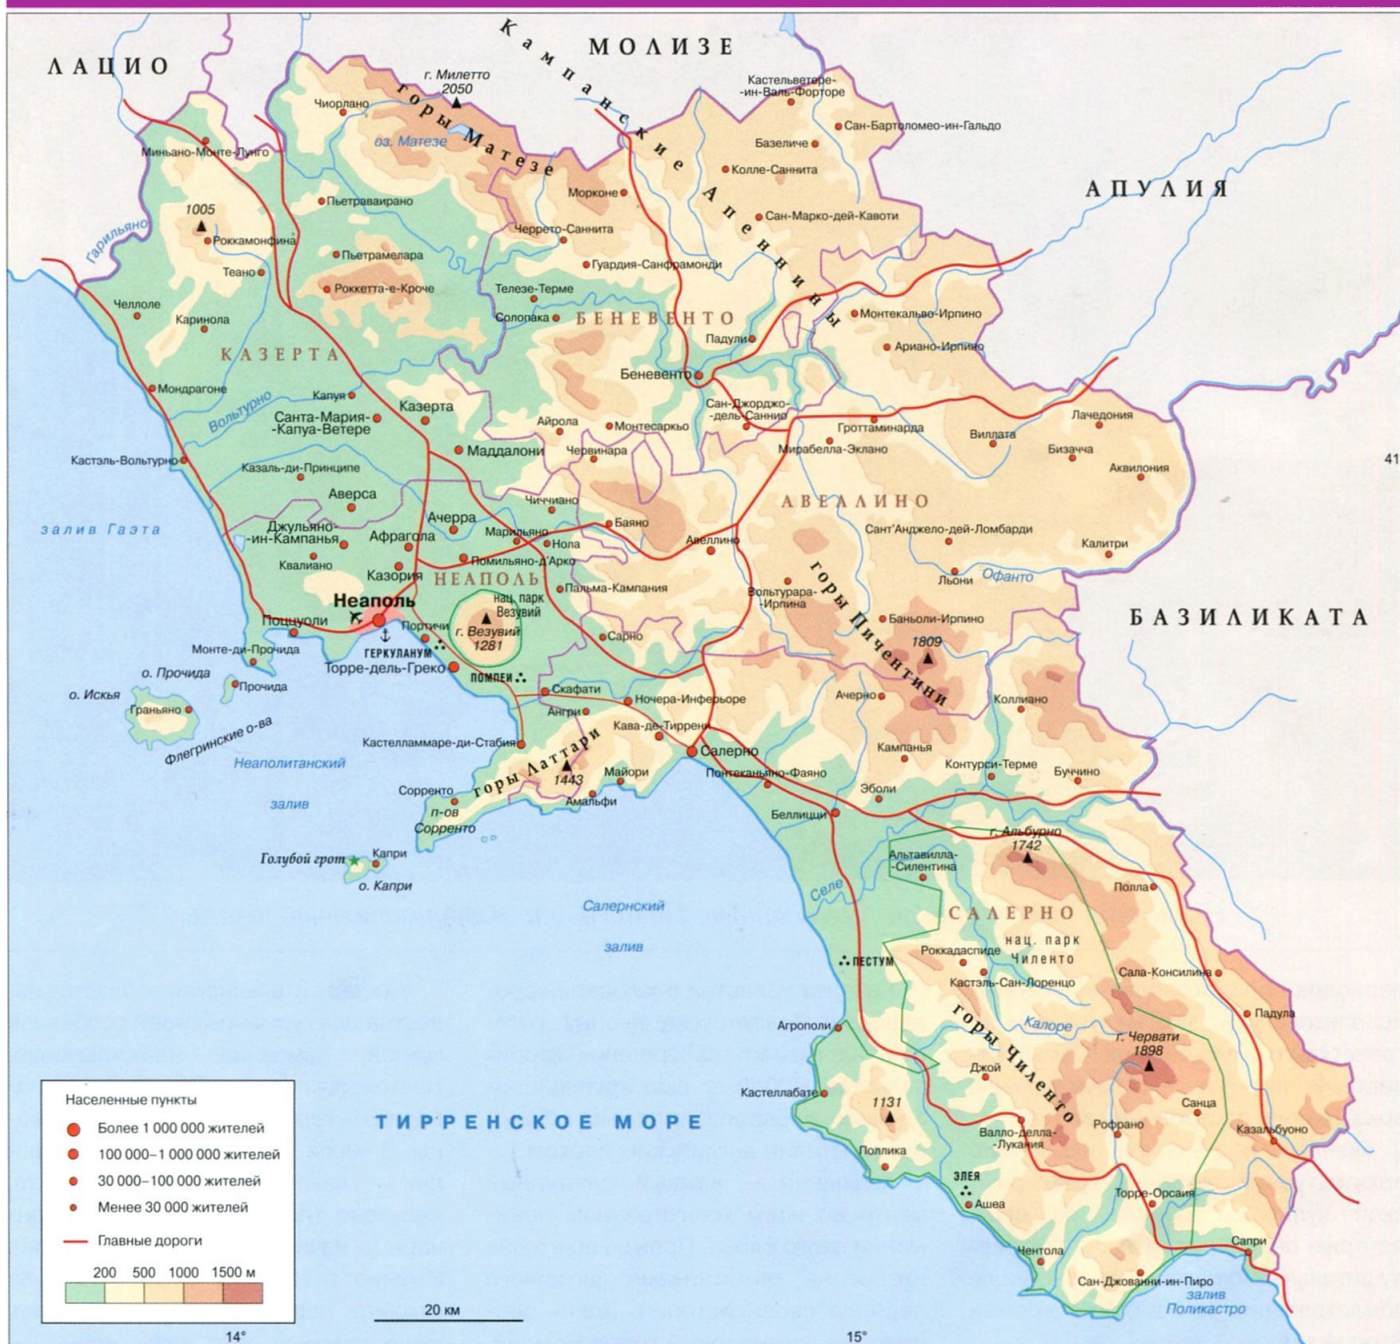 ЛАЦИО
МОЛИЗЕ
АПУЛИЯ
БАЗИЛИКАТА
Кампанские Апеннины
г. Милетто
2050
горы Матезе
оз. Матезе
Чиорлано
Миньано-Монте-Лунго
Кастельветере-
-ин-Валь-Форторе
Сан-Бартоломео-ин-Гальдо
Базеличе
Колле-Саннита
Морконе
Сан-Марко-дей-Кавоти
Пьетраваирано
1005
Роккамонфина
Гарильяно
Черрето-Саннита
Пьетрамелара
Гуардия-Санфрамонди
Теано
Роккетта-е-Кроче
Телезе-Терме
Челлоле
Каринола
Солопака
БЕНЕВЕНТО
Монтекальво-Ирпино
Падули
Ариано-Ирпино
КАЗЕРТА
Беневенто
Мондрагоне
Капуя
Вольтурно
Казерта
Санта-Мария-
-Капуа-Ветере
Сан-Джорджо-
-дель-Саннио
Лачедония
Айрола
Монтесаркьо
Гроттаминарда
Виллата
Мирабелла-Эклано
Бизачча
Маддалони
Червинара
Кастэль-Вольтурно
Казаль-ди-Принципе
Аквилония
41
Аверса
Чиччиано
АВЕЛЛИНО
залив Гаэта
Джульяно-
-ин-Кампанья
Ачерра
Баяно
Афрагола
Марильяно
Нола
Авеллино
Сант'Анджело-дей-Ломбарди
Калитри
Квалиано
Помильяно-д'Арко
Казория
НЕАПОЛЬ
Льони
Офанто
Пальма-Кампания
Вольтурара-
-Ирпина
горы Пичентини
Неаполь
нац. парк
Везувий
г. Везувий
1281
Баньоли-Ирпино
1809
Поццуоли
Портичи
Сарно
Монте-ди-Прочида
ГЕРКУЛАНУМ
Торре-дель-Греко
ПОМПЕИ
о. Прочида
Прочида
о. Искья
Граньяно
Флегринские о-ва
Скафати
Ночера-Инферьоре
Ачерно
Коллиано
Ангри
Кава-де-Тиррени
Кастелламмаре-ди-Стабия
Салерно
Кампанья
Неаполитанский
залив
горы Латтари
1443
Майори
Понтеканьяно-Фаяно
Контурси-Терме
Буччино
Сорренто
Амальфи
Эболи
п-ов
Сорренто
Беллицци
г. Альбурно
1742
Голубой грот
Капри
о. Капри
Альтавилла-
-Силентина
Селе
Полла
Салернский
залив
САЛЕРНО
нац. парк
Чиленто
ПЕСТУМ
Роккадаспиде
Кастэль-Сан-Лоренцо
Сала-Консилина
Агрополи
горы Чиленто
Калоре
Падула
г. Червати
1898
Джой
Кастеллабате
1131
Санца
Валло-делла-
-Лукания
Рофрано
Казальбуоно
Поллика
ЭЛЕЯ
Ашеа
Торре-Орсаия
Чентола
Сапри
Сан-Джованни-ин-Пиро
залив
Поликастро
ТИРРЕНСКОЕ МОРЕ
Населенные пункты
Более 1 000 000 жителей
100 000–1 000 000 жителей
30 000–100 000 жителей
Менее 30 000 жителей
Главные дороги
200 500 1000 1500 м
20 км
14°
15°